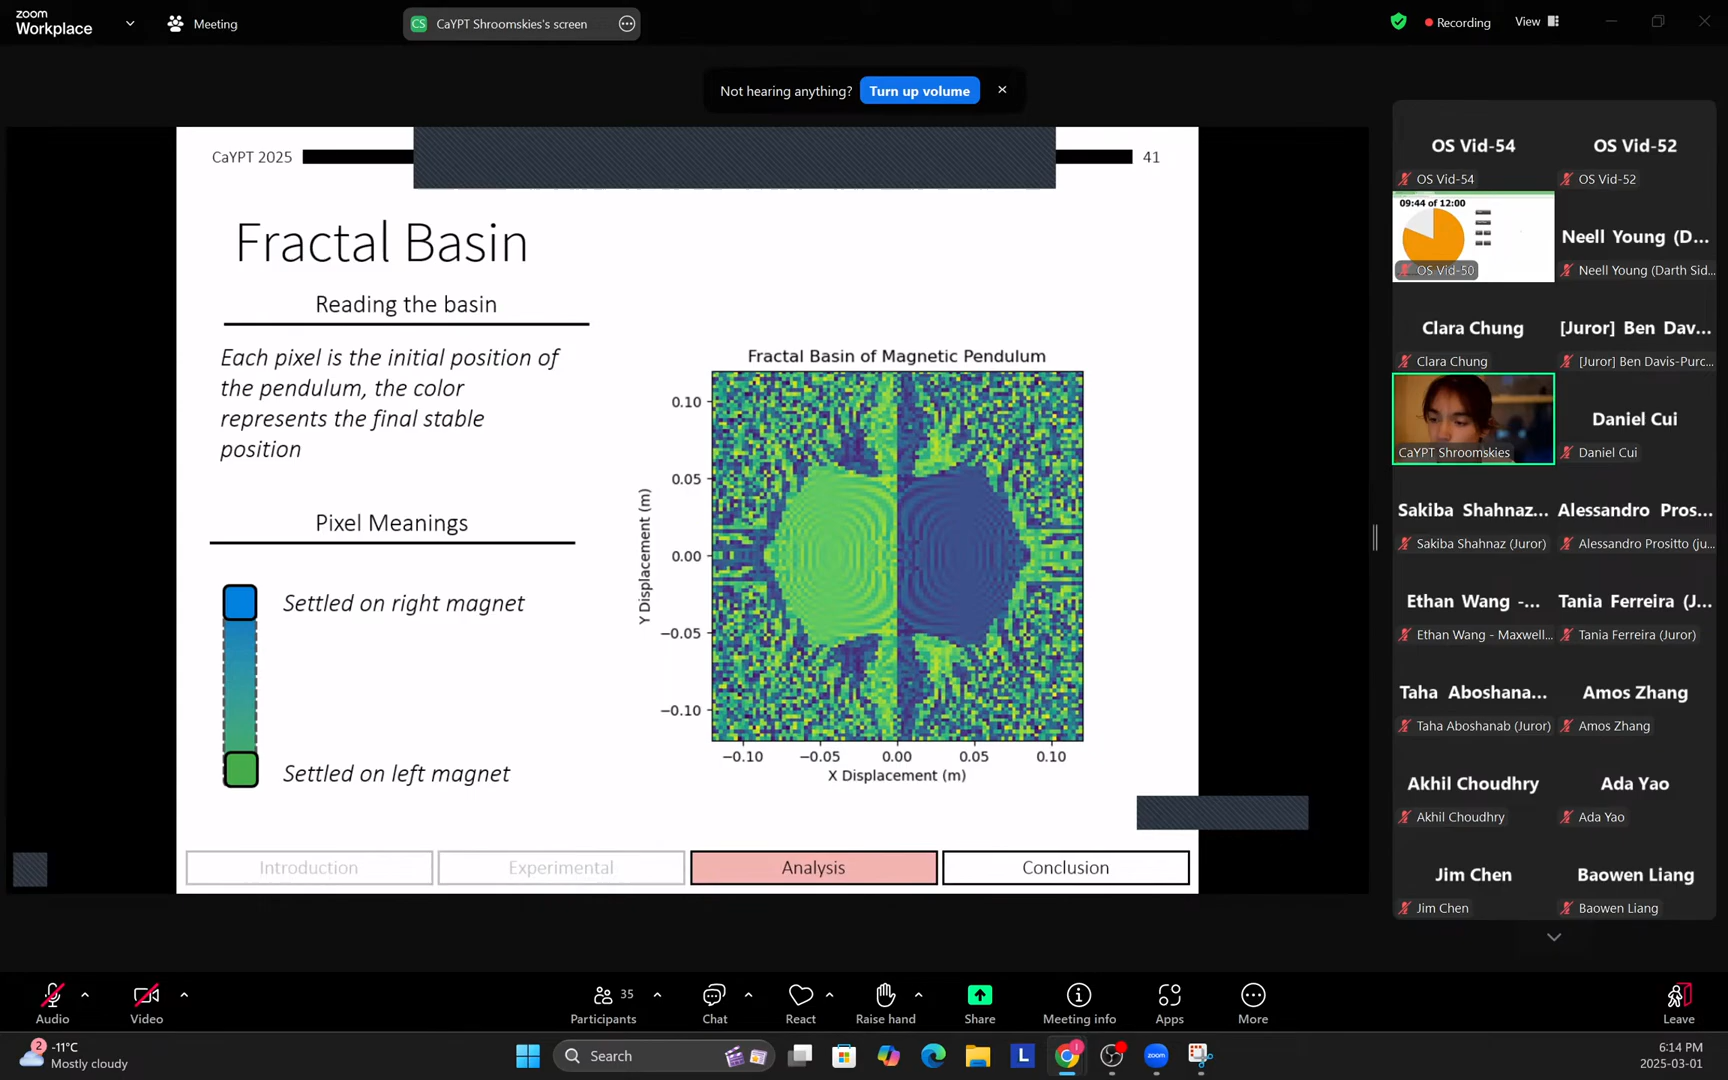 zoom
Workplace
Meeting
CS
CaYPT Shroomskies's screen
Recording
View
Not hearing anything?
Turn up volume
CaYPT 2025
41
Fractal Basin
Reading the basin
Each pixel is the initial position of
the pendulum, the color
represents the final stable
position
Pixel Meanings
Settled on right magnet
Settled on left magnet
Fractal Basin of Magnetic Pendulum
0.10
0.05
0.00
−0.05
−0.10
Y Displacement (m)
−0.10
−0.05
0.00
0.05
0.10
X Displacement (m)
Introduction
Experimental
Analysis
Conclusion
OS Vid-54
OS Vid-54
OS Vid-52
OS Vid-52
09:44 of 12:00
OS Vid-50
Neell Young (D...
Neell Young (Darth Sid...
Clara Chung
Clara Chung
[Juror] Ben Dav...
[Juror] Ben Davis-Purc...
CaYPT Shroomskies
Daniel Cui
Daniel Cui
Sakiba Shahnaz...
Sakiba Shahnaz (Juror)
Alessandro Pros...
Alessandro Prositto (ju...
Ethan Wang -...
Ethan Wang - Maxwell...
Tania Ferreira (J...
Tania Ferreira (Juror)
Taha Aboshana...
Taha Aboshanab (Juror)
Amos Zhang
Amos Zhang
Akhil Choudhry
Akhil Choudhry
Ada Yao
Ada Yao
Jim Chen
Jim Chen
Baowen Liang
Baowen Liang
Audio
Video
35
Participants
Chat
React
Raise hand
Share
Meeting info
Apps
More
Leave
2
-11°C
Mostly cloudy
Search
L
1
zoom
6:14 PM
2025-03-01